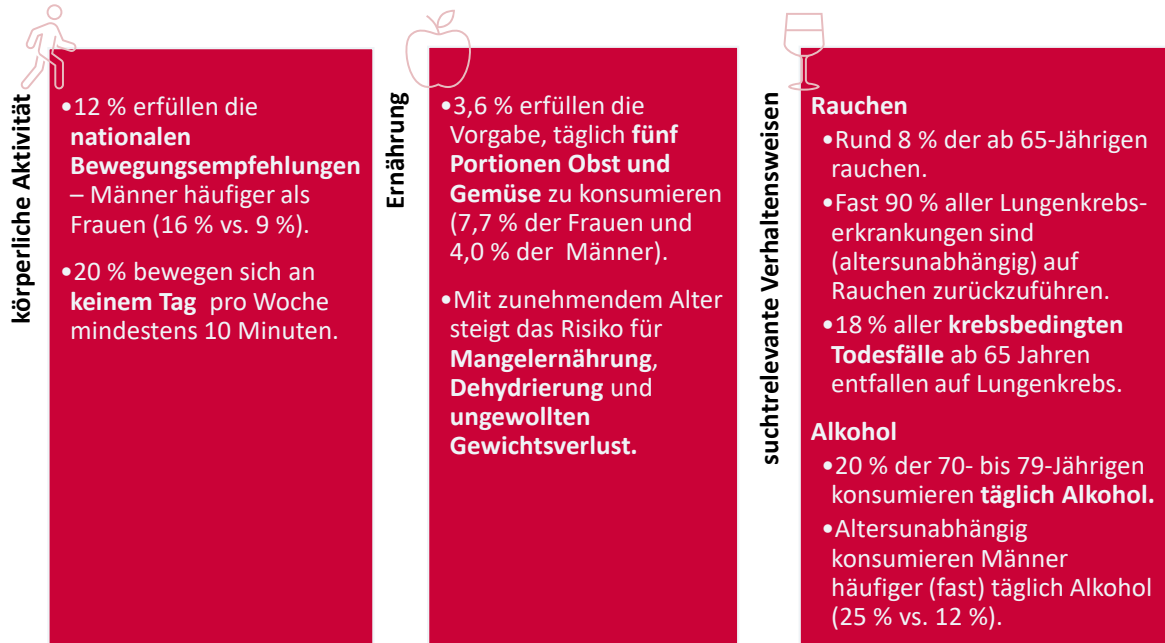 körperliche Aktivität
•12 % erfüllen die
nationalen
Bewegungsempfehlungen
– Männer häufiger als
Frauen (16 % vs. 9 %).
•20 % bewegen sich an
keinem Tag pro Woche
mindestens 10 Minuten.
Ernährung
•3,6 % erfüllen die
Vorgabe, täglich fünf
Portionen Obst und
Gemüse zu konsumieren
(7,7 % der Frauen und
4,0 % der Männer).
•Mit zunehmendem Alter
steigt das Risiko für
Mangelernährung,
Dehydrierung und
ungewollten
Gewichtsverlust.
suchtrelevante Verhaltensweisen
Rauchen
•Rund 8 % der ab 65-Jährigen
rauchen.
•Fast 90 % aller Lungenkrebs-
erkrankungen sind
(altersunabhängig) auf
Rauchen zurückzuführen.
•18 % aller krebsbedingten
Todesfälle ab 65 Jahren
entfallen auf Lungenkrebs.
Alkohol
•20 % der 70- bis 79-Jährigen
konsumieren täglich Alkohol.
•Altersunabhängig
konsumieren Männer
häufiger (fast) täglich Alkohol
(25 % vs. 12 %).